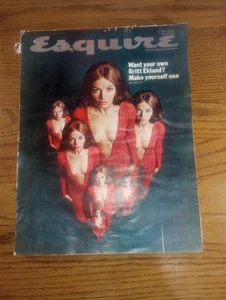 Esquire
Want your own
Britt Ekland?
Make yourself one